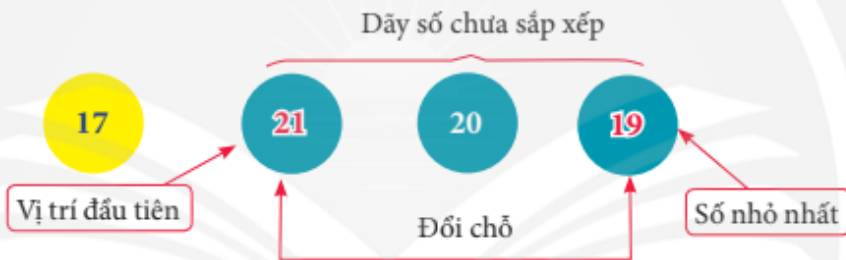 Dãy số chưa sắp xếp
17
21
20
19
Vị trí đầu tiên
Đổi chỗ
Số nhỏ nhất